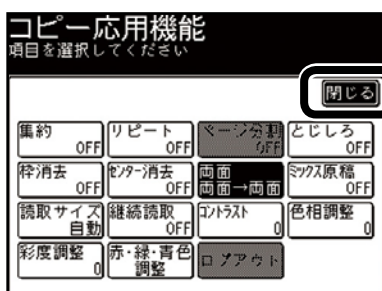 コピー応用機能
項目を選択してください
閉じる
集約 リピート ページ分割 とじしろ
OFF OFF OFF OFF
枠消去 センター消去 両面 ミックス原稿
OFF OFF 両面→両面 OFF
読取サイズ 継続読取 コントラスト 色相調整
自動 OFF 0 0
彩度調整 赤・緑・青色 ログアウト
0 調整